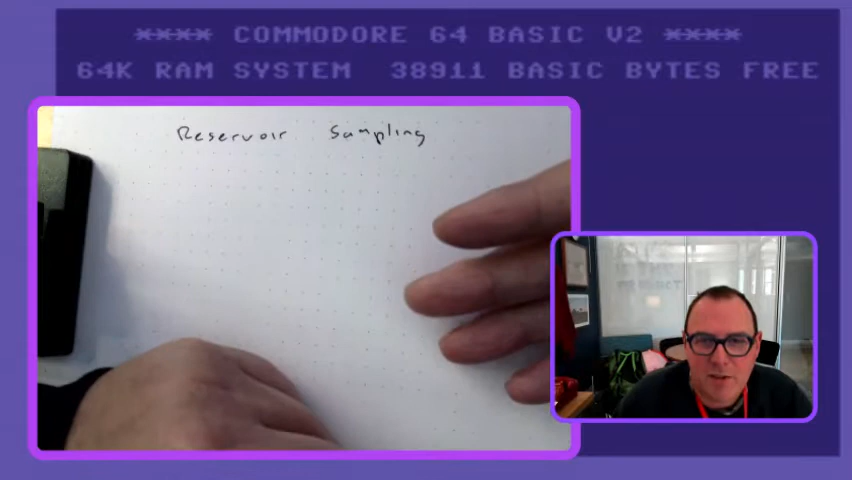 **** COMMODORE 64 BASIC V2 ****
64K RAM SYSTEM 38911 BASIC BYTES FREE
Reservoir Sampling